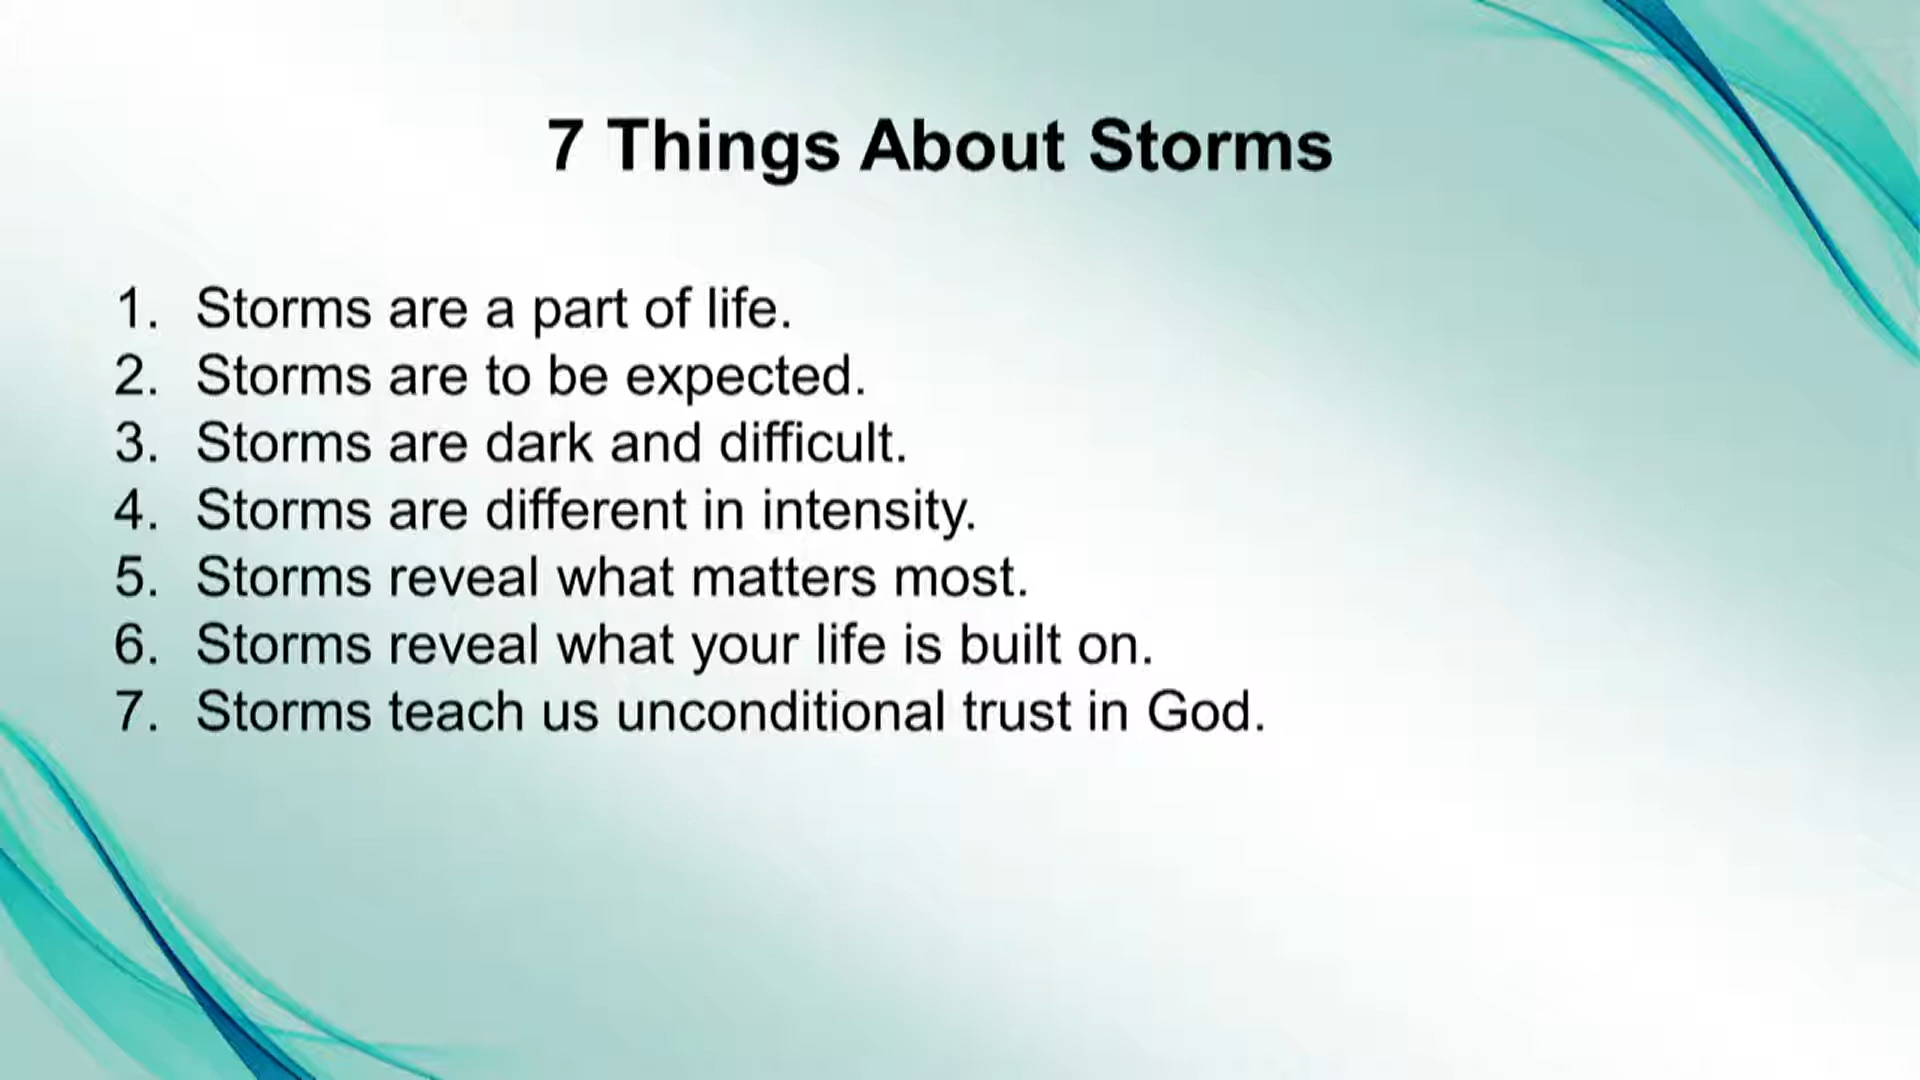 7 Things About Storms
1. Storms are a part of life.
2. Storms are to be expected.
3. Storms are dark and difficult.
4. Storms are different in intensity.
5. Storms reveal what matters most.
6. Storms reveal what your life is built on.
7. Storms teach us unconditional trust in God.